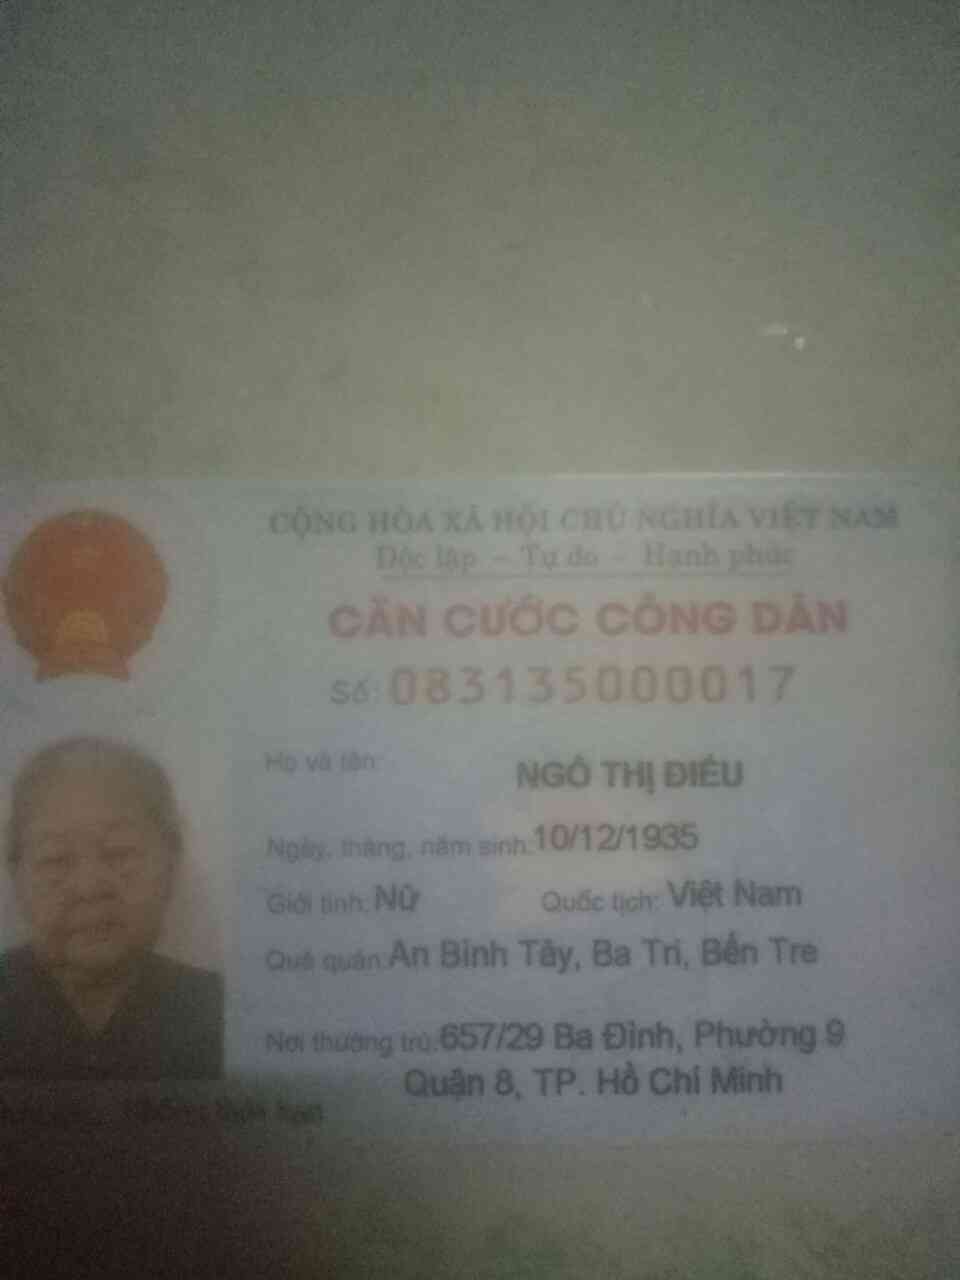 CỘNG HÒA XÃ HỘI CHỦ NGHĨA VIỆT NAM
Độc lập - Tự do - Hạnh phúc
CĂN CƯỚC CÔNG DÂN
Số: 083135000017
Họ và tên:
NGÔ THỊ ĐIỀU
Ngày, tháng, năm sinh: 10/12/1935
Giới tính: Nữ Quốc tịch: Việt Nam
Quê quán: An Bình Tây, Ba Tri, Bến Tre
Nơi thường trú: 657/29 Ba Đình, Phường 9
Quận 8, TP. Hồ Chí Minh
Không thời hạn